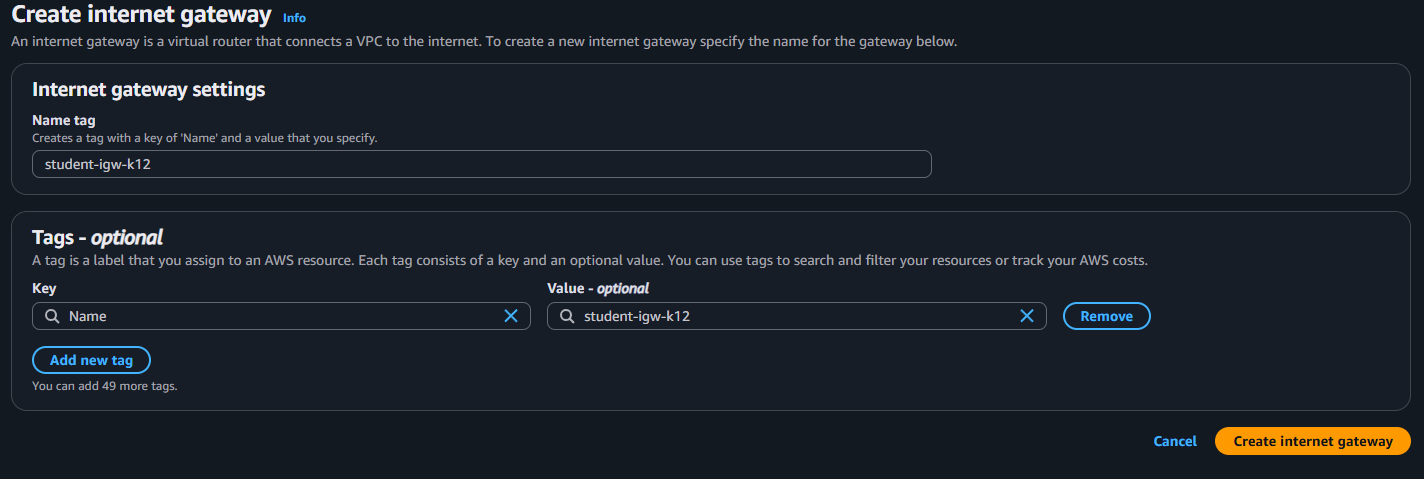 Create internet gateway Info
An internet gateway is a virtual router that connects a VPC to the internet. To create a new internet gateway specify the name for the gateway below.
Internet gateway settings
Name tag
Creates a tag with a key of 'Name' and a value that you specify.
student-igw-k12
Tags - optional
A tag is a label that you assign to an AWS resource. Each tag consists of a key and an optional value. You can use tags to search and filter your resources or track your AWS costs.
Key Value - optional
Name student-igw-k12 Remove
Add new tag
You can add 49 more tags.
Cancel Create internet gateway